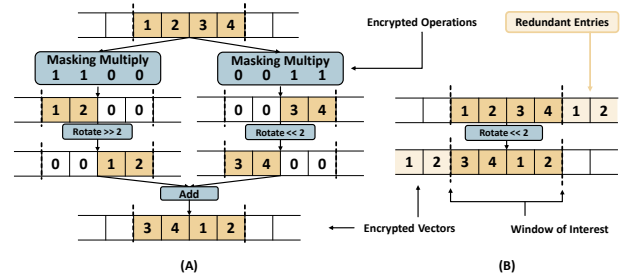 1 2 3 4
Encrypted Operations
Redundant Entries
Masking Multipy
1 1 0 0
Masking Multipy
0 0 1 1
1 2 0 0
0 0 3 4
1 2 3 4 1 2
Rotate >> 2
Rotate << 2
Rotate << 2
0 0 1 2
3 4 0 0
1 2 3 4 1 2
Add
3 4 1 2
Encrypted Vectors
Window of Interest
(A)
(B)